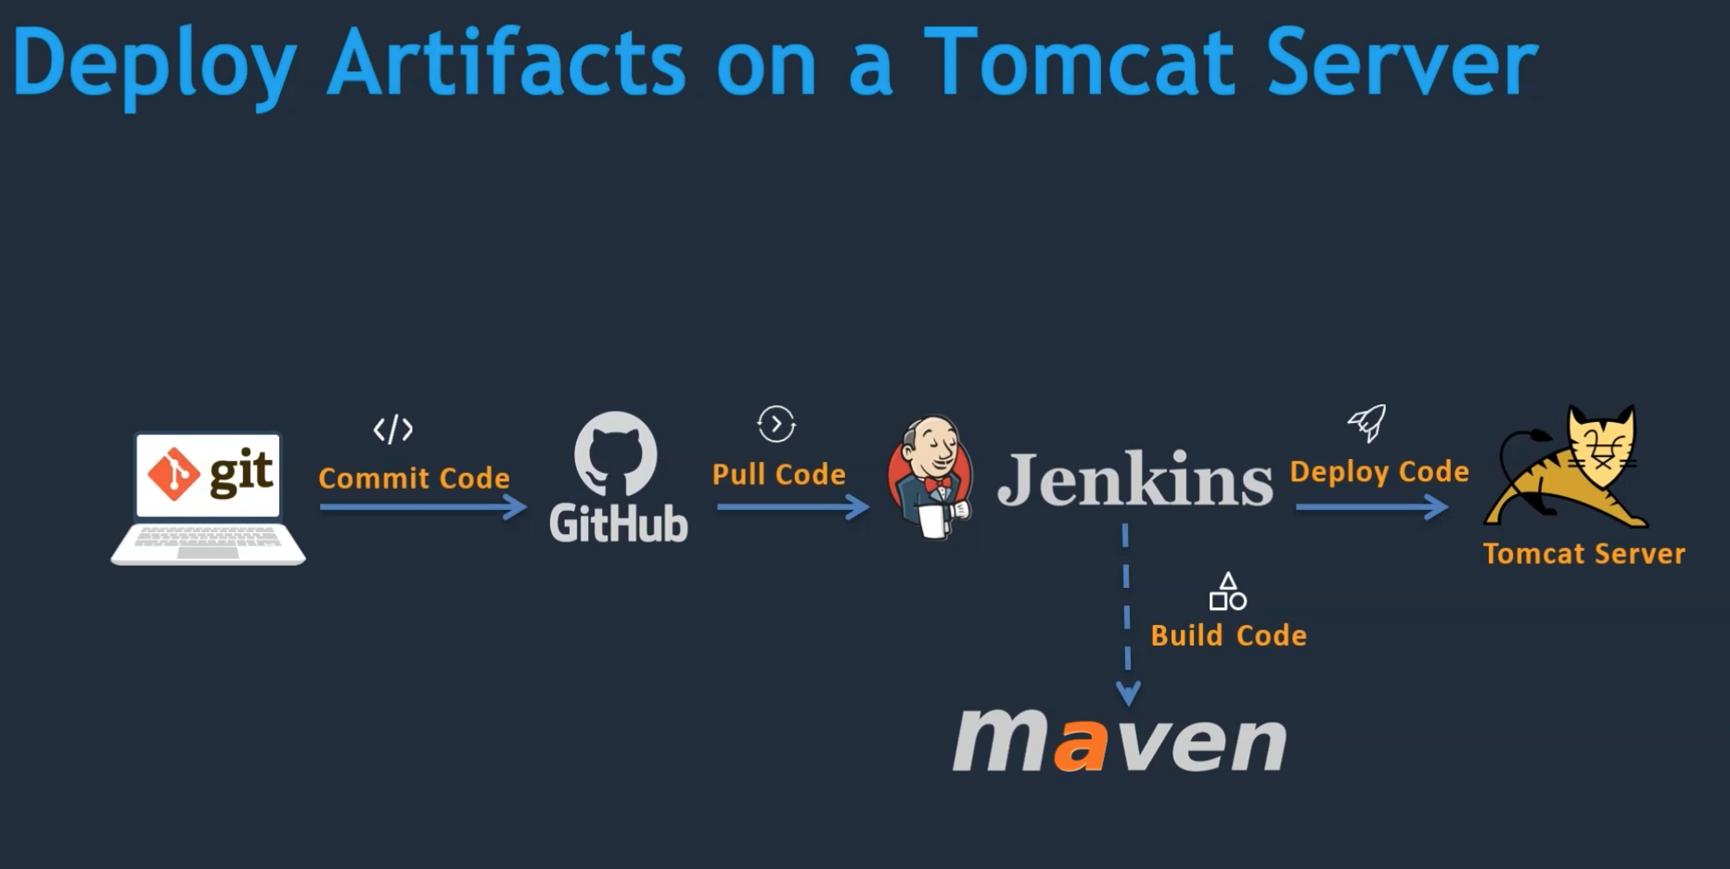 Deploy Artifacts on a Tomcat Server
git
</>
Commit Code
GitHub
Pull Code
Jenkins
Deploy Code
Tomcat Server
Build Code
maven